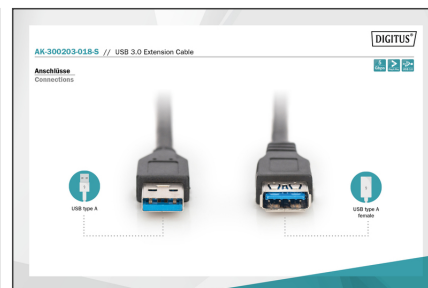 DIGITUS®
AK-300203-018-S // USB 3.0 Extension Cable
Anschlüsse
Connections
USB type A
USB type A
female